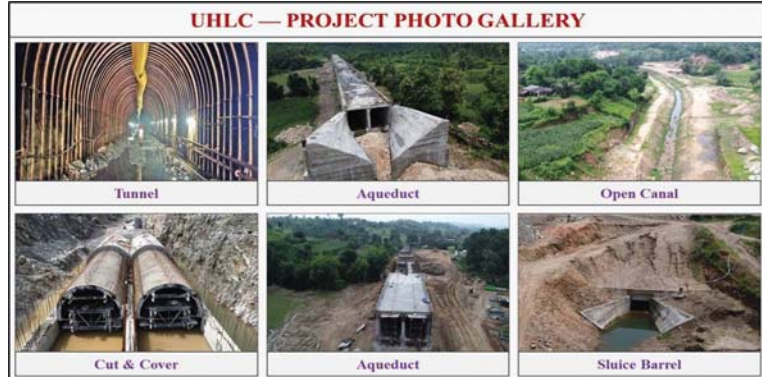 UHLC — PROJECT PHOTO GALLERY
Tunnel
Aqueduct
Open Canal
Cut & Cover
Aqueduct
Sluice Barrel